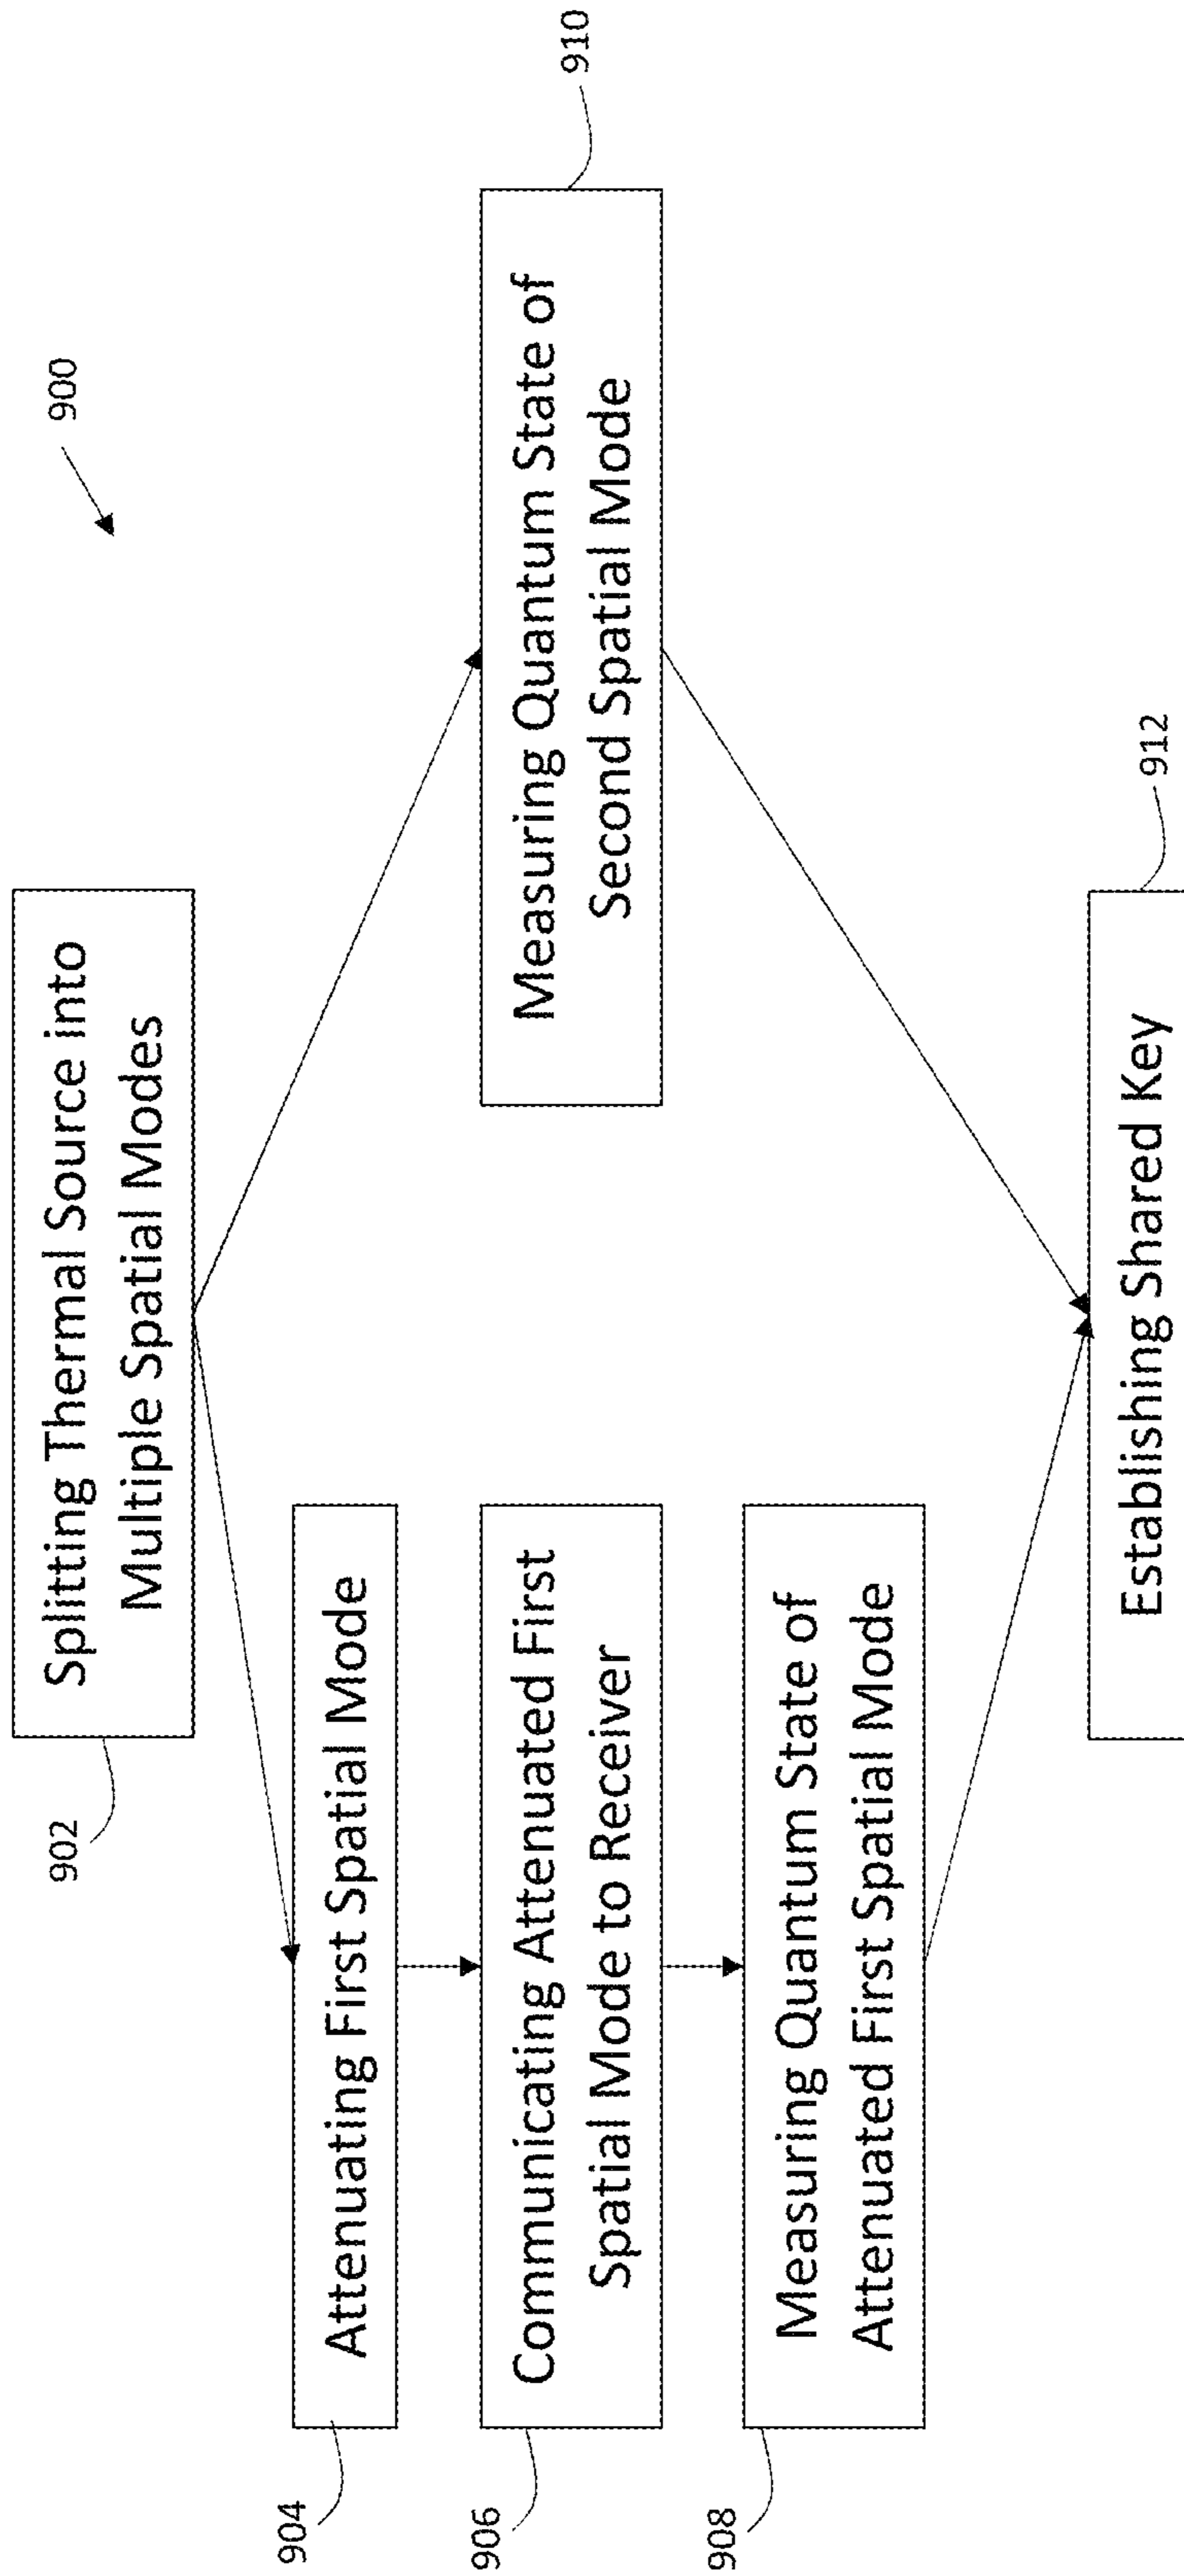 900
902
Splitting Thermal Source into
Multiple Spatial Modes
904
Attenuating First Spatial Mode
906
Communicating Attenuated First
Spatial Mode to Receiver
910
Measuring Quantum State of
Second Spatial Mode
908
Measuring Quantum State of
Attenuated First Spatial Mode
912
Establishing Shared Key